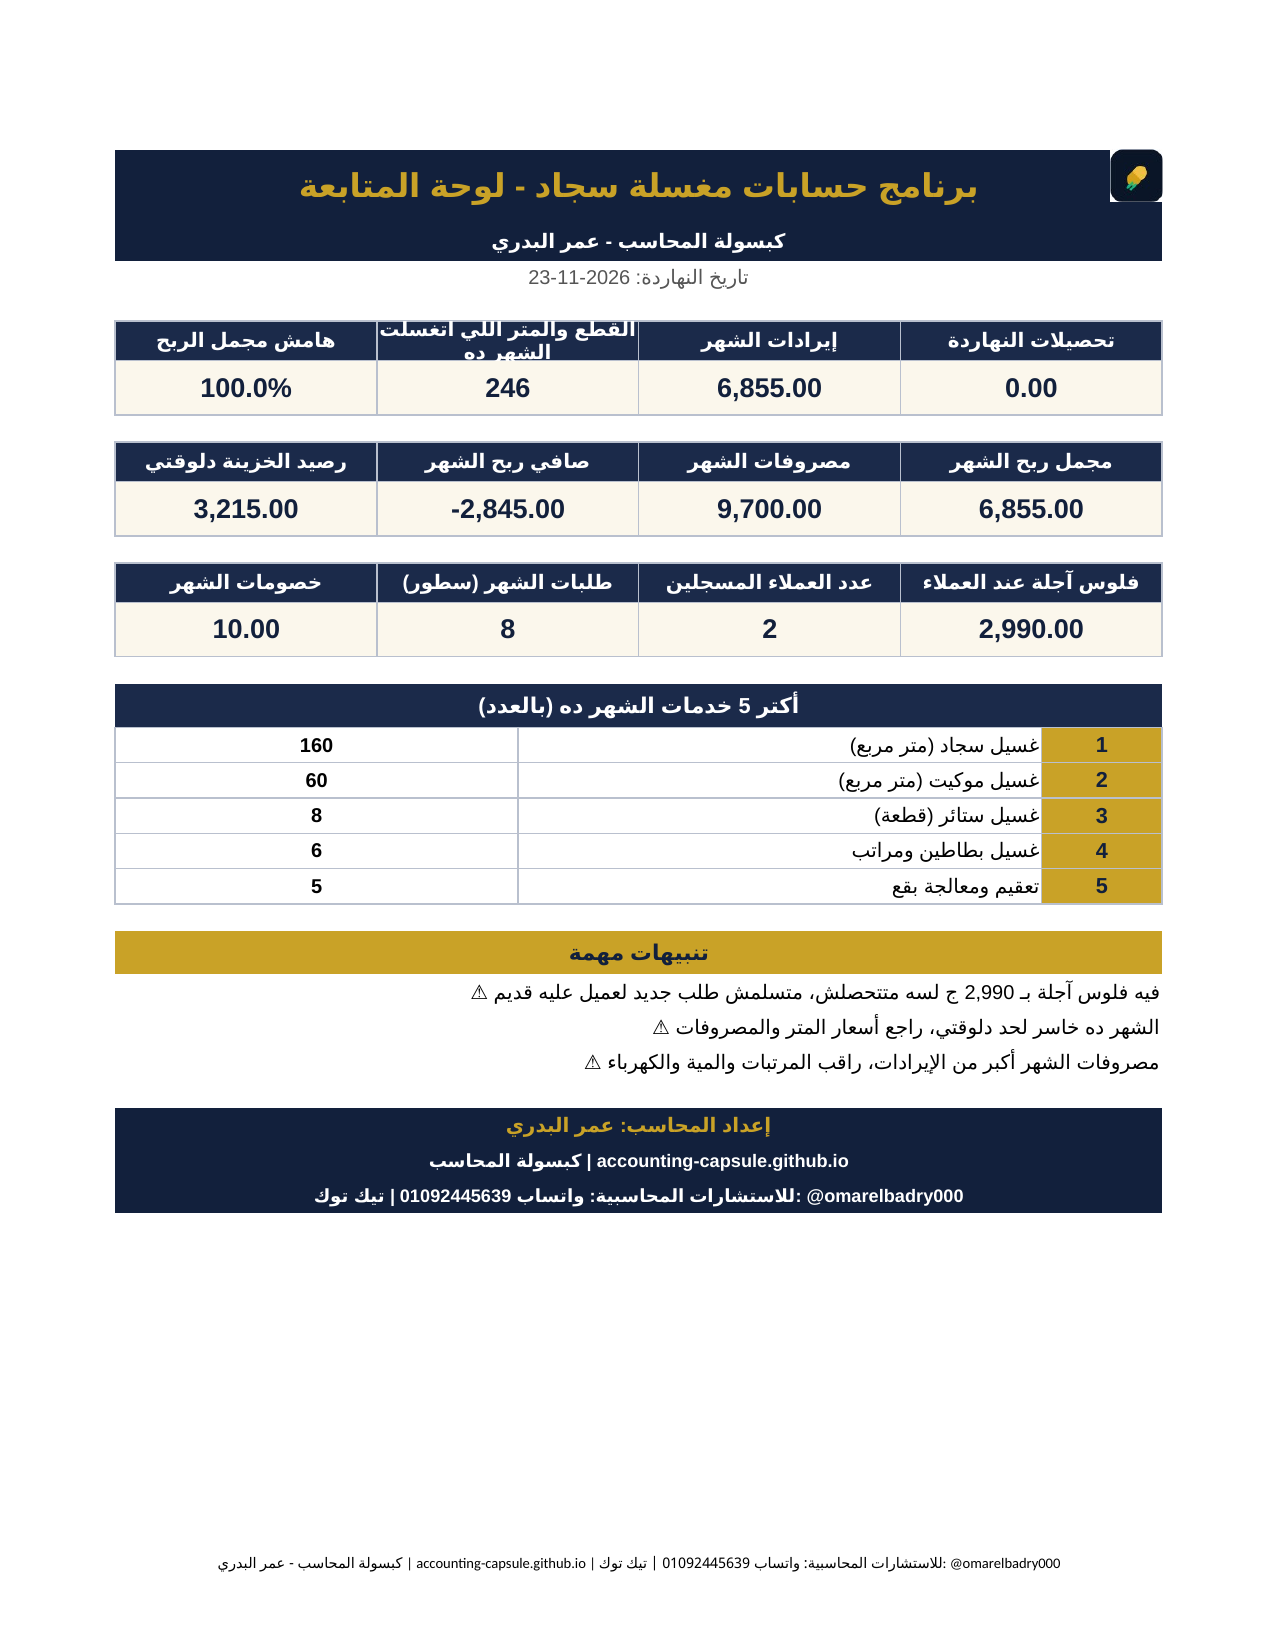 برنامج حسابات مغسلة سجاد - لوحة المتابعة
كبسولة المحاسب - عمر البدري
تاريخ النهاردة: 2026-11-23
تحصيلات النهاردة
إيرادات الشهر
القطع والمتر اللي اتغسلت
الشهر ده
هامش مجمل الربح
0.00
6,855.00
246
100.0%
مجمل ربح الشهر
مصروفات الشهر
صافي ربح الشهر
رصيد الخزينة دلوقتي
6,855.00
9,700.00
-2,845.00
3,215.00
فلوس آجلة عند العملاء
عدد العملاء المسجلين
طلبات الشهر (سطور)
خصومات الشهر
2,990.00
2
8
10.00
أكتر 5 خدمات الشهر ده (بالعدد)
1 غسيل سجاد (متر مربع) 160
2 غسيل موكيت (متر مربع) 60
3 غسيل ستائر (قطعة) 8
4 غسيل بطاطين ومراتب 6
5 تعقيم ومعالجة بقع 5
تنبيهات مهمة
فيه فلوس آجلة بـ 2,990 ج لسه متتحصلش، متسلمش طلب جديد لعميل عليه قديم ⚠
الشهر ده خاسر لحد دلوقتي، راجع أسعار المتر والمصروفات ⚠
مصروفات الشهر أكبر من الإيرادات، راقب المرتبات والمية والكهرباء ⚠
إعداد المحاسب: عمر البدري
كبسولة المحاسب | accounting-capsule.github.io
للاستشارات المحاسبية: واتساب 01092445639 | تيك توك: @omarelbadry000
كبسولة المحاسب - عمر البدري | accounting-capsule.github.io | للاستشارات المحاسبية: واتساب 01092445639 | تيك توك: @omarelbadry000